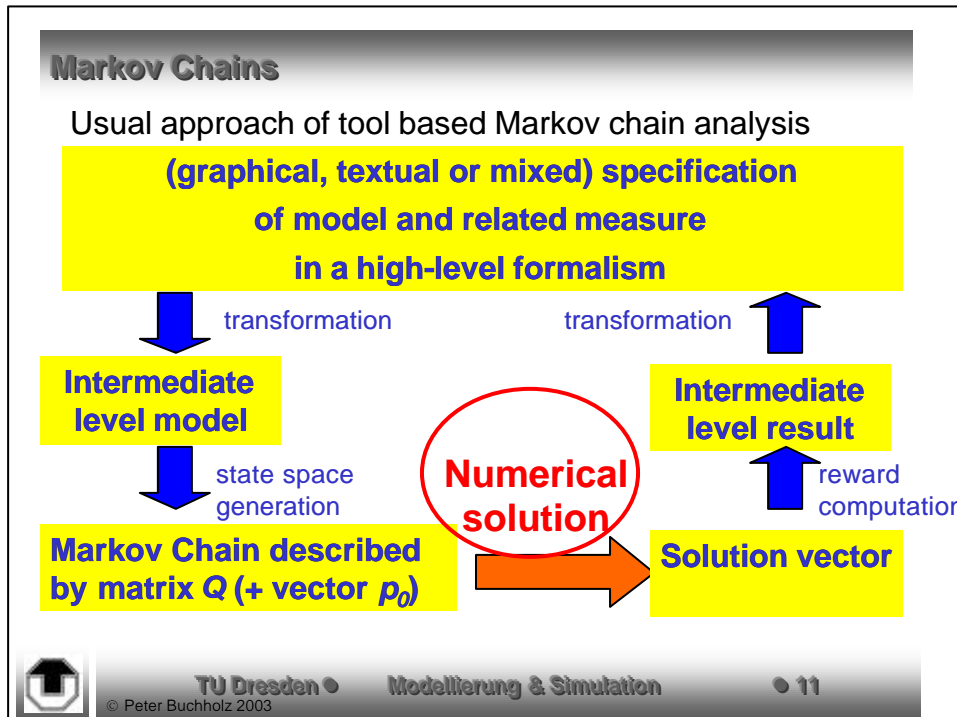 Markov Chains
Usual approach of tool based Markov chain analysis
(graphical, textual or mixed) specification
of model and related measure
in a high-level formalism
transformation
transformation
Intermediate
level model
Intermediate
level result
state space
generation
Numerical
solution
reward
computation
Markov Chain described
by matrix Q (+ vector p0)
Solution vector
TU Dresden ● Modellierung & Simulation ● 11
© Peter Buchholz 2003